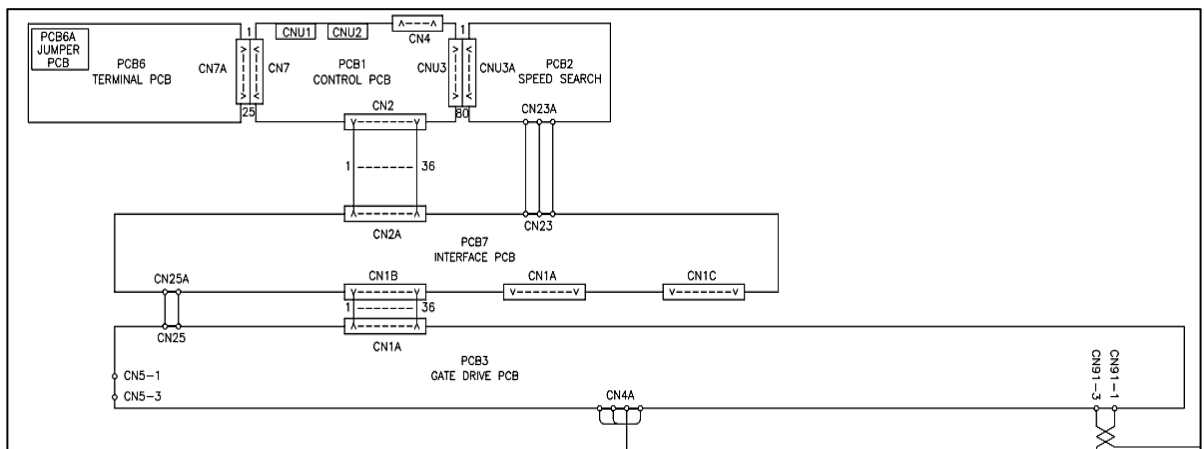 PCB6A
JUMPER
PCB
PCB6
TERMINAL PCB
CN7A
1
25
CN7
CNU1
CNU2
CN4
PCB1
CONTROL PCB
CNU3
1
80
CNU3A
PCB2
SPEED SEARCH
CN2
CN23A
1
36
CN2A
CN23
PCB7
INTERFACE PCB
CN25A
CN1B
CN1A
CN1C
1
36
CN25
CN1A
PCB3
GATE DRIVE PCB
CN5-1
CN5-3
CN4A
CN91-3
CN91-1